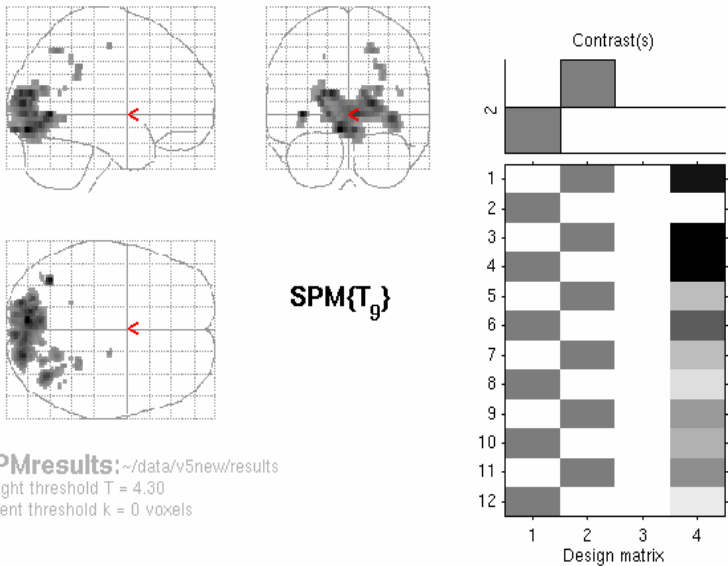 Contrast(s)
2
1
2
3
4
5
6
7
8
9
10
11
12
1 2 3 4
Design matrix
SPM{T9}
PMresults:~/data/v5new/results
ght threshold T = 4.30
ent threshold k = 0 voxels